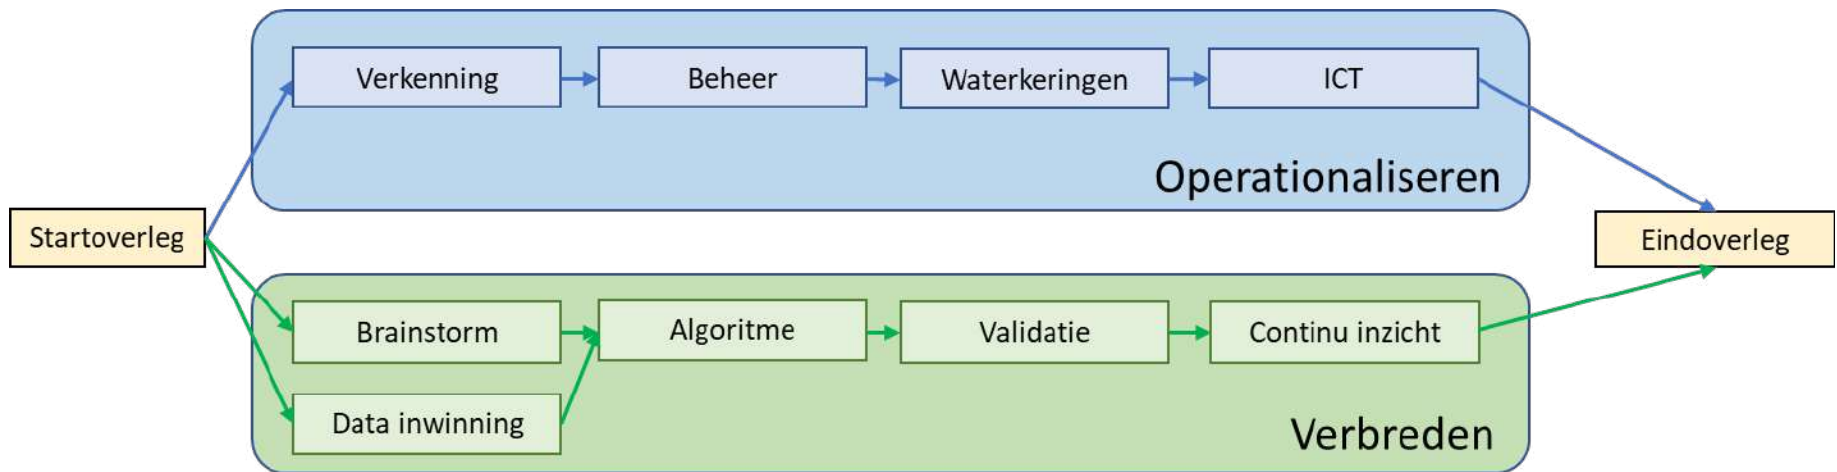 Verkenning
Beheer
Waterkeringen
ICT
Operationaliseren
Startoverleg
Eindoverleg
Brainstorm
Algoritme
Validatie
Continu inzicht
Data inwinning
Verbreden